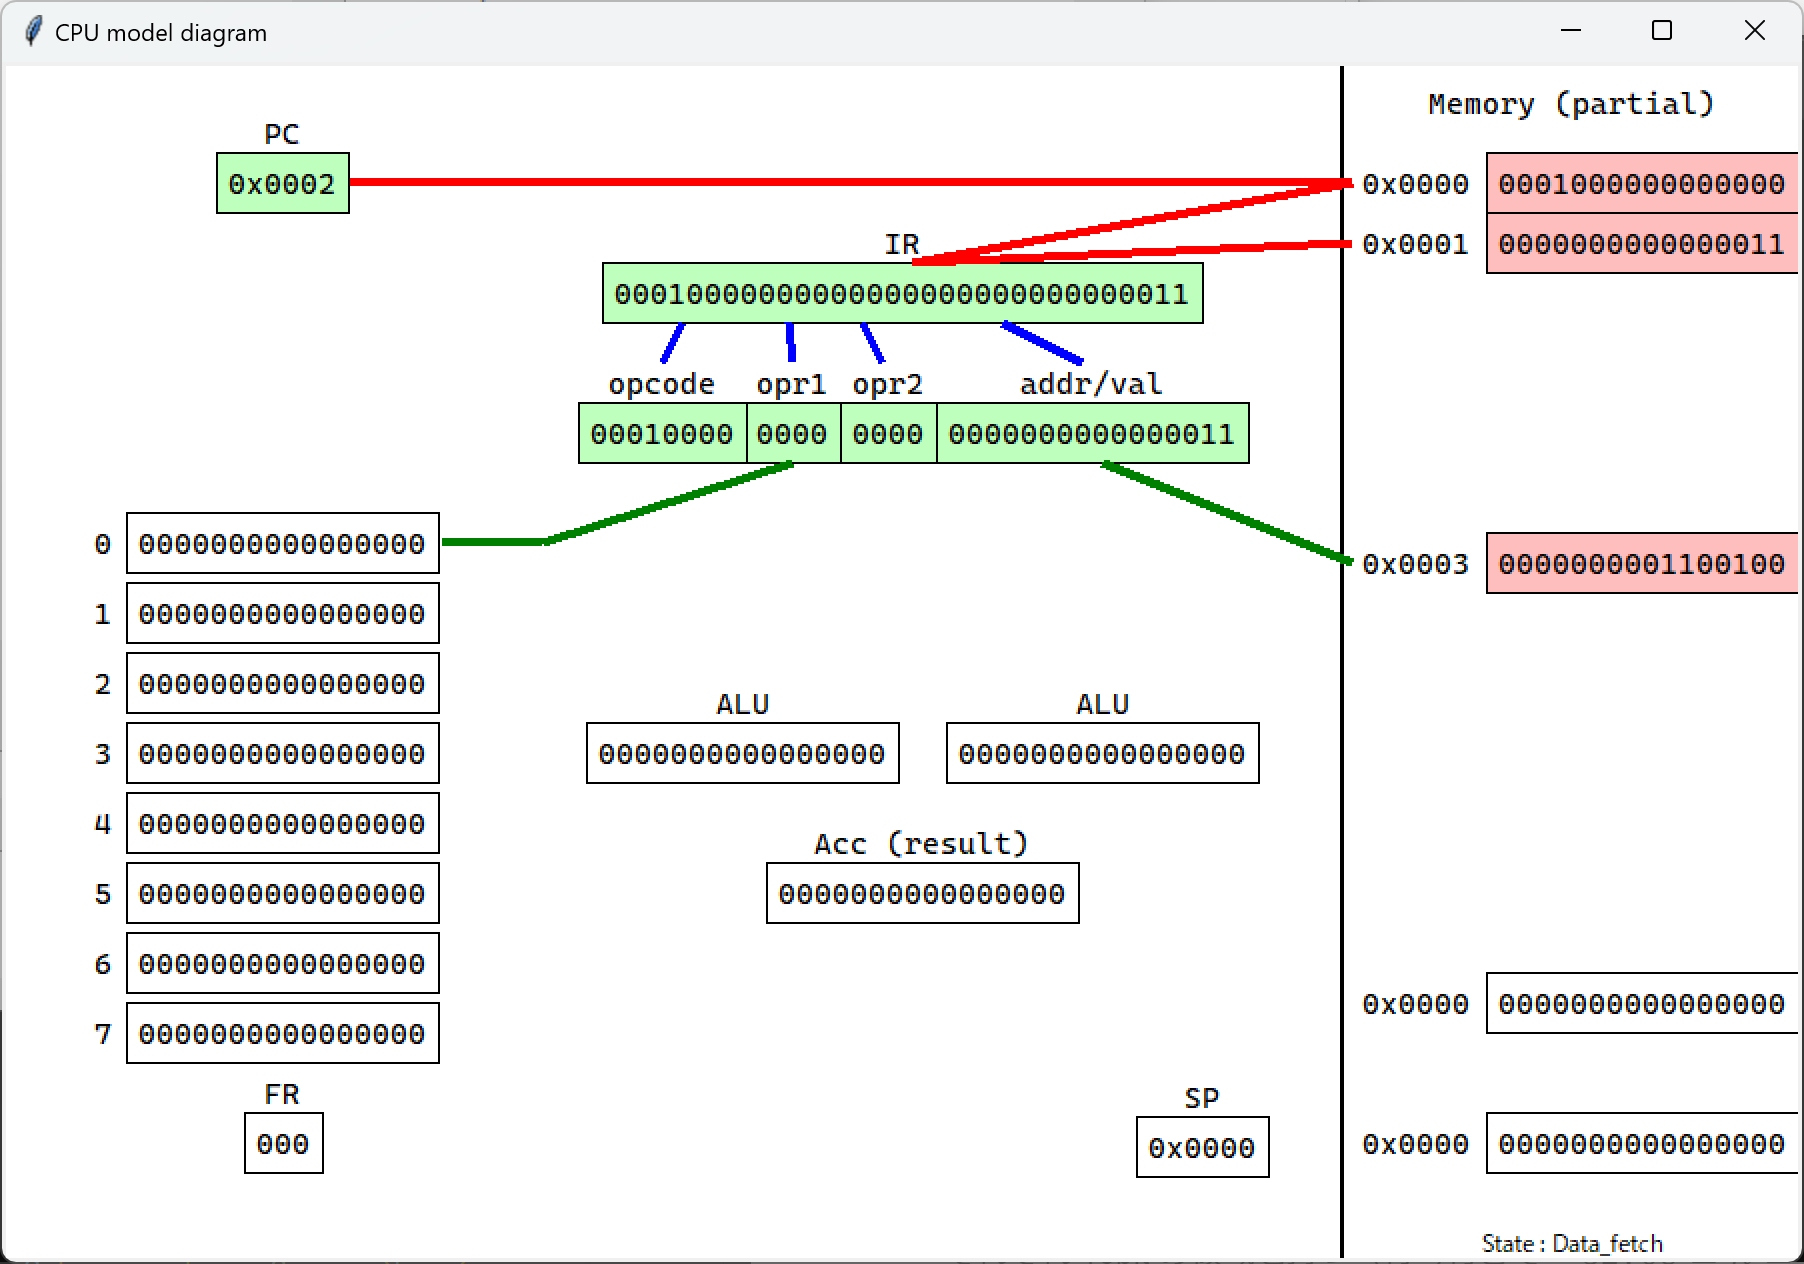 CPU model diagram
Memory (partial)
PC
0x0002
0x0000 0001000000000000
IR
0x0001 0000000000000011
00010000000000000000000000000011
opcode opr1 opr2 addr/val
00010000 0000 0000 0000000000000011
0 0000000000000000
0x0003 0000000001100100
1 0000000000000000
2 0000000000000000
ALU ALU
3 0000000000000000
0000000000000000 0000000000000000
4 0000000000000000
Acc (result)
5 0000000000000000
0000000000000000
6 0000000000000000
0x0000 0000000000000000
7 0000000000000000
FR
SP
000
0x0000
0x0000 0000000000000000
State : Data_fetch